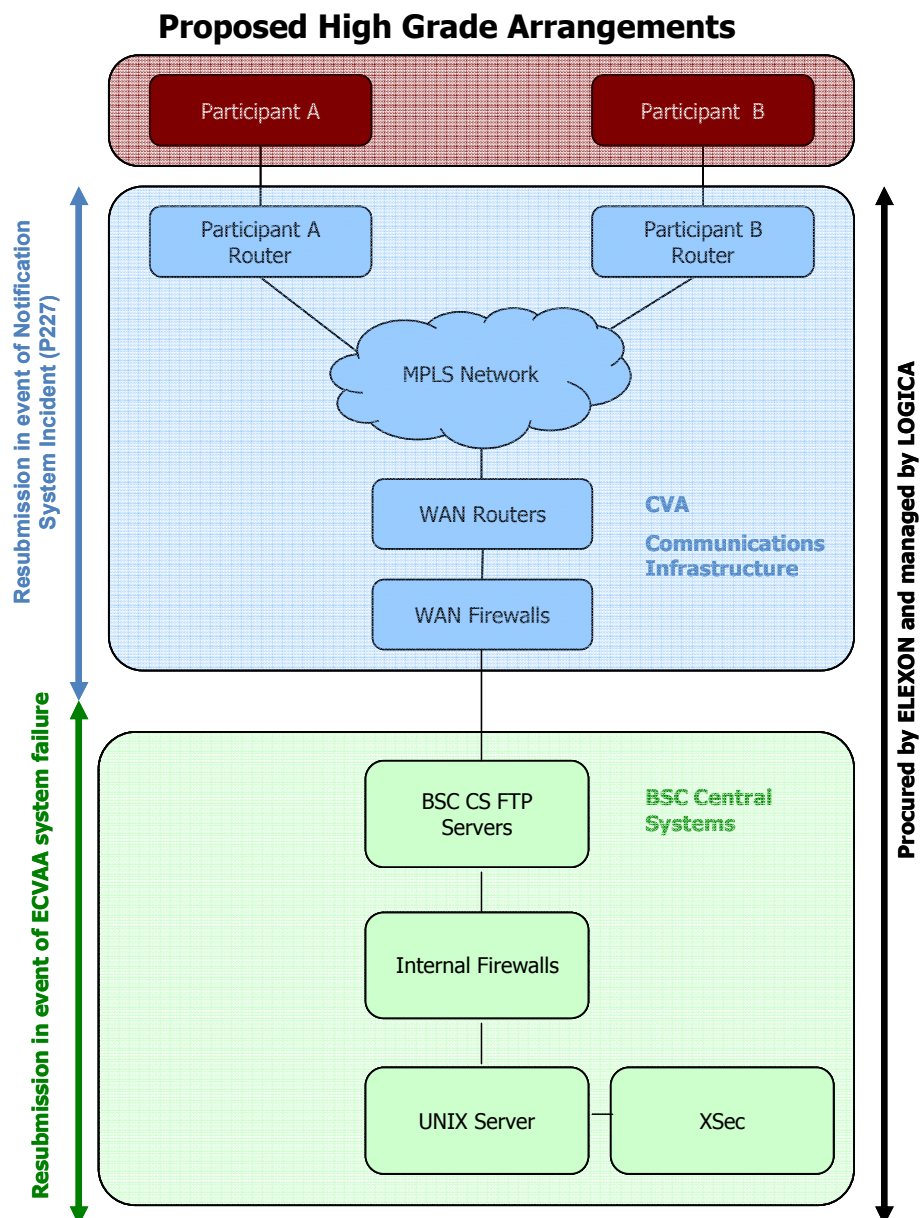 Proposed High Grade Arrangements
Participant A
Participant B
Participant A
Router
Participant B
Router
MPLS Network
WAN Routers
CVA
Communications
Infrastructure
WAN Firewalls
BSC CS FTP
Servers
BSC Central
Systems
Internal Firewalls
UNIX Server
XSec
Resubmission in event of Notification
System Incident (P227)
Resubmission in event of ECVAA system failure
Procured by ELEXON and managed by LOGICA